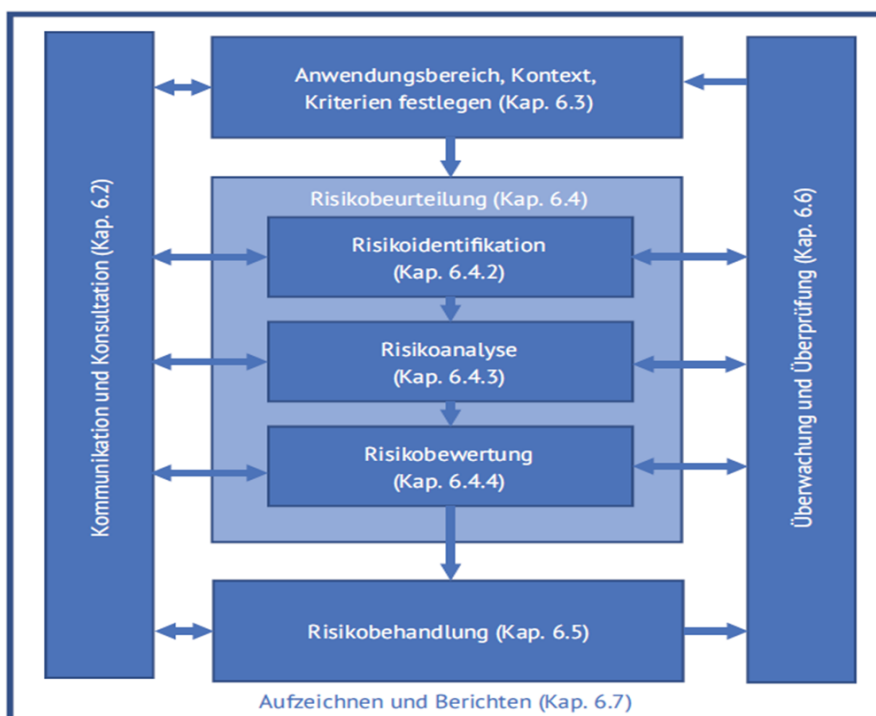 Anwendungsbereich, Kontext,
Kriterien festlegen (Kap. 6.3)
Kommunikation und Konsultation (Kap. 6.2)
Risikobeurteilung (Kap. 6.4)
Risikoidentifikation
(Kap. 6.4.2)
Risikoanalyse
(Kap. 6.4.3)
Risikobewertung
(Kap. 6.4.4)
Überwachung und Überprüfung (Kap. 6.6)
Risikobehandlung (Kap. 6.5)
Aufzeichnen und Berichten (Kap. 6.7)